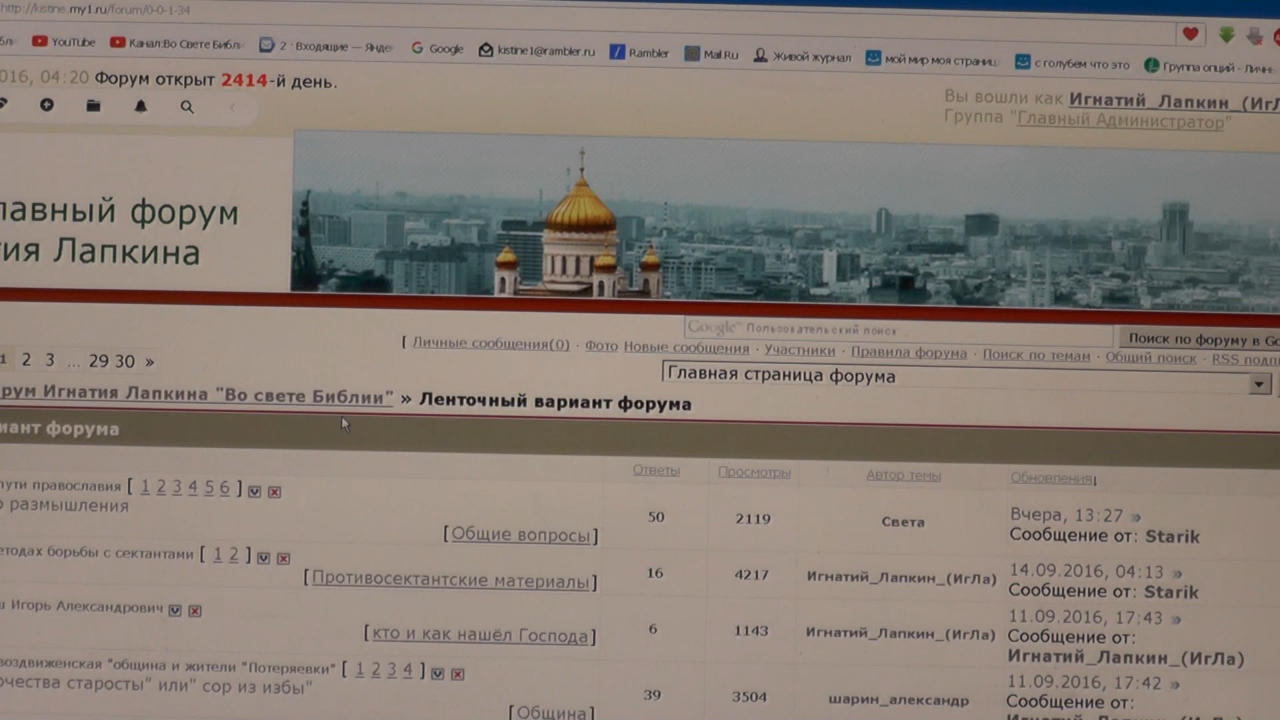 http://kistine.my1.ru/forum/0-0-1-34
YouTube Канал:Во Свете Библ 2 · Входящие — Янде Google kistine1@rambler.ru Rambler Mail.Ru Живой журнал мой мир моя страниц с голубем что это Группа опций - Личн
016, 04:20 Форум открыт 2414-й день.
Вы вошли как Игнатий_Лапкин_(ИгЛ
Группа "Главный Администратор"
лавный форум
ия Лапкина
Google™ Пользовательский поиск Поиск по форуму в Go
[ Личные сообщения(0) · Фото Новые сообщения · Участники · Правила форума · Поиск по темам · Общий поиск · RSS подп
1 2 3 ... 29 30 »
Главная страница форума
рум Игнатия Лапкина "Во свете Библии" » Ленточный вариант форума
иант форума
Ответы Просмотры Автор темы Обновления↓
пути православия [ 1 2 3 4 5 6 ]
размышления
[Общие вопросы]
50 2119 Света
Вчера, 13:27 »
Сообщение от: Starik
етодах борьбы с сектантами [ 1 2 ]
[Противосектантские материалы]
16 4217 Игнатий_Лапкин_(ИгЛа)
14.09.2016, 04:13 »
Сообщение от: Starik
Игорь Александрович
[кто и как нашёл Господа]
6 1143 Игнатий_Лапкин_(ИгЛа)
11.09.2016, 17:43 »
Сообщение от:
Игнатий_Лапкин_(ИгЛа)
воздвиженская "община и жители "Потеряевки" [ 1 2 3 4 ]
очества старосты" или" сор из избы"
[Община]
39 3504 шарин_александр
11.09.2016, 17:42 »
Сообщение от: